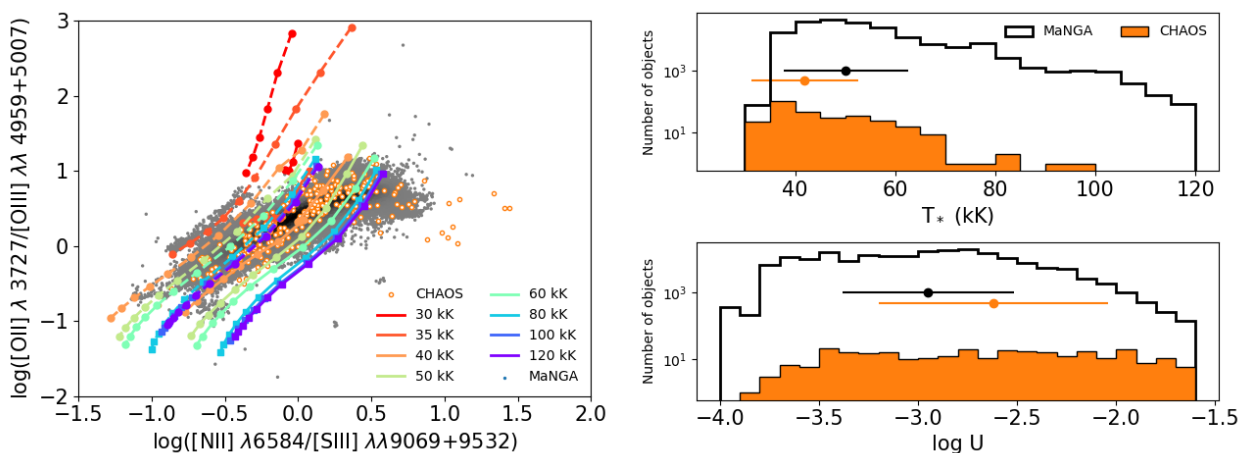 log([OII] λ 3727/[OIII] λλ 4959+5007)
3
2
1
0
−1
−2
−1.5
−1.0
−0.5
0.0
0.5
1.0
1.5
2.0
log([NII] λ6584/[SIII] λλ9069+9532)
CHAOS
30 kK
35 kK
40 kK
50 kK
60 kK
80 kK
100 kK
120 kK
MaNGA
Number of objects
10³
10¹
MaNGA
CHAOS
40
60
80
100
120
T* (kK)
Number of objects
10³
10¹
−4.0
−3.5
−3.0
−2.5
−2.0
−1.5
log U